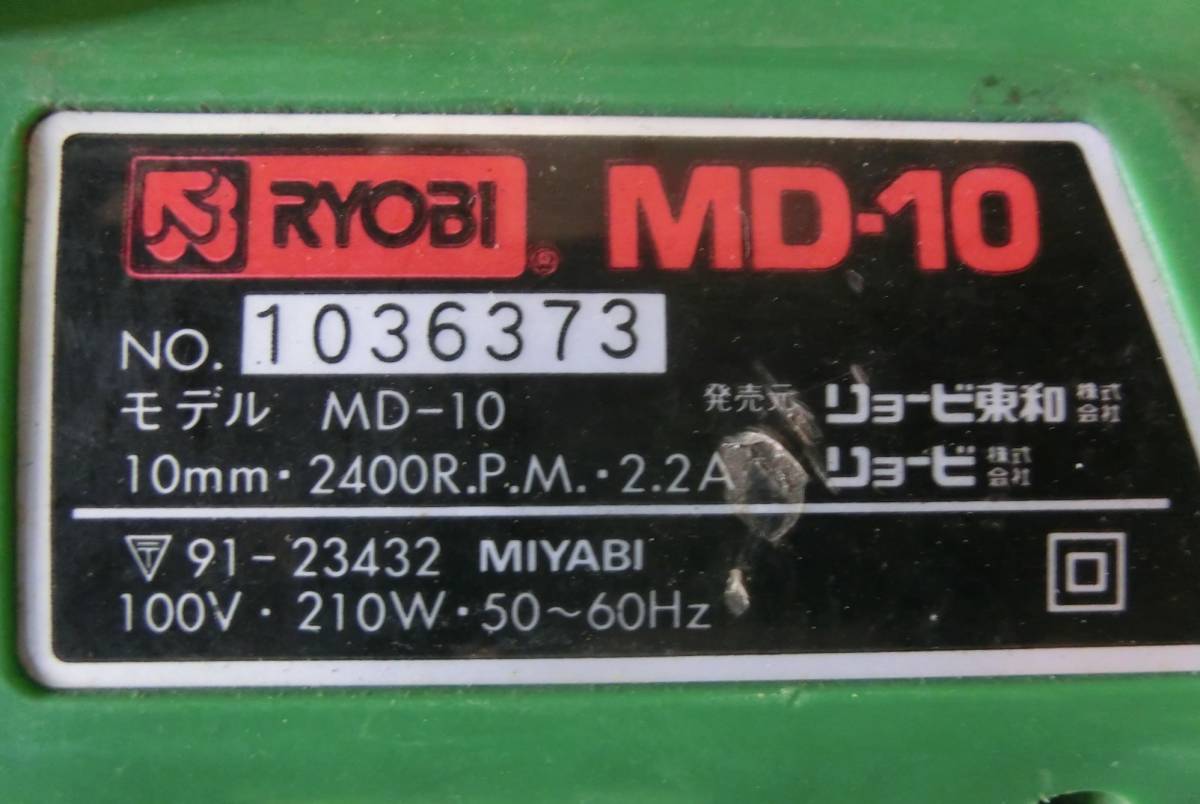 RYOBI® MD-10
NO. 1036373
モデル MD-10 発売元 リョービ東和 株式会社
10mm・2400R.P.M.・2.2A リョービ 株式会社
91-23432 MIYABI
100V・210W・50~60Hz